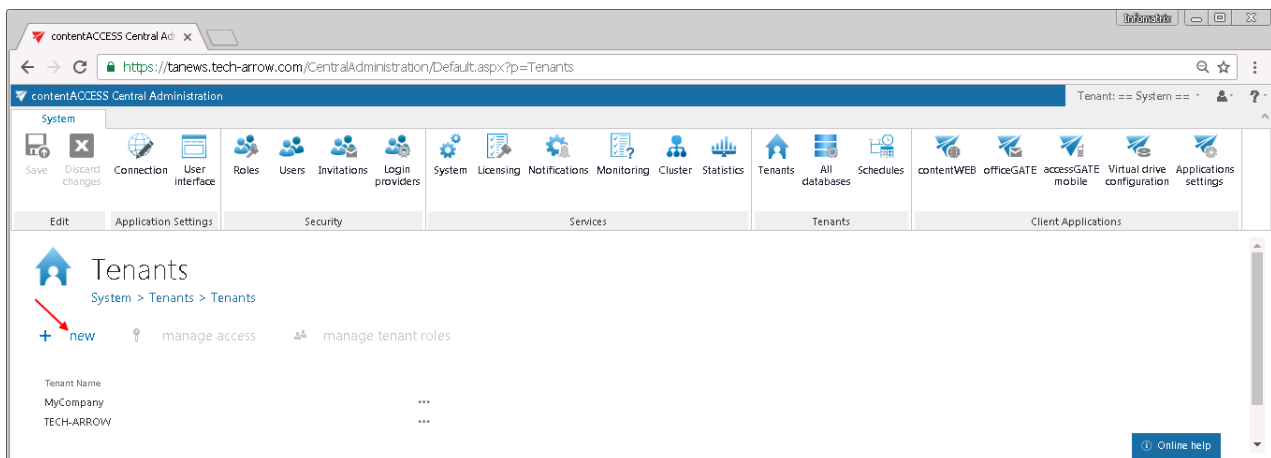 Infometrix
contentACCESS Central Ad
https://tanews.tech-arrow.com/CentralAdministration/Default.aspx?p=Tenants
contentACCESS Central Administration
Tenant: == System ==
?
System
Save
Discard changes
Connection
User interface
Roles
Users
Invitations
Login providers
System
Licensing
Notifications
Monitoring
Cluster
Statistics
Tenants
All databases
Schedules
contentWEB
officeGATE
accessGATE mobile
Virtual drive configuration
Applications settings
Edit
Application Settings
Security
Services
Tenants
Client Applications
Tenants
System > Tenants > Tenants
+ new
manage access
manage tenant roles
Tenant Name
MyCompany ...
TECH-ARROW ...
Online help